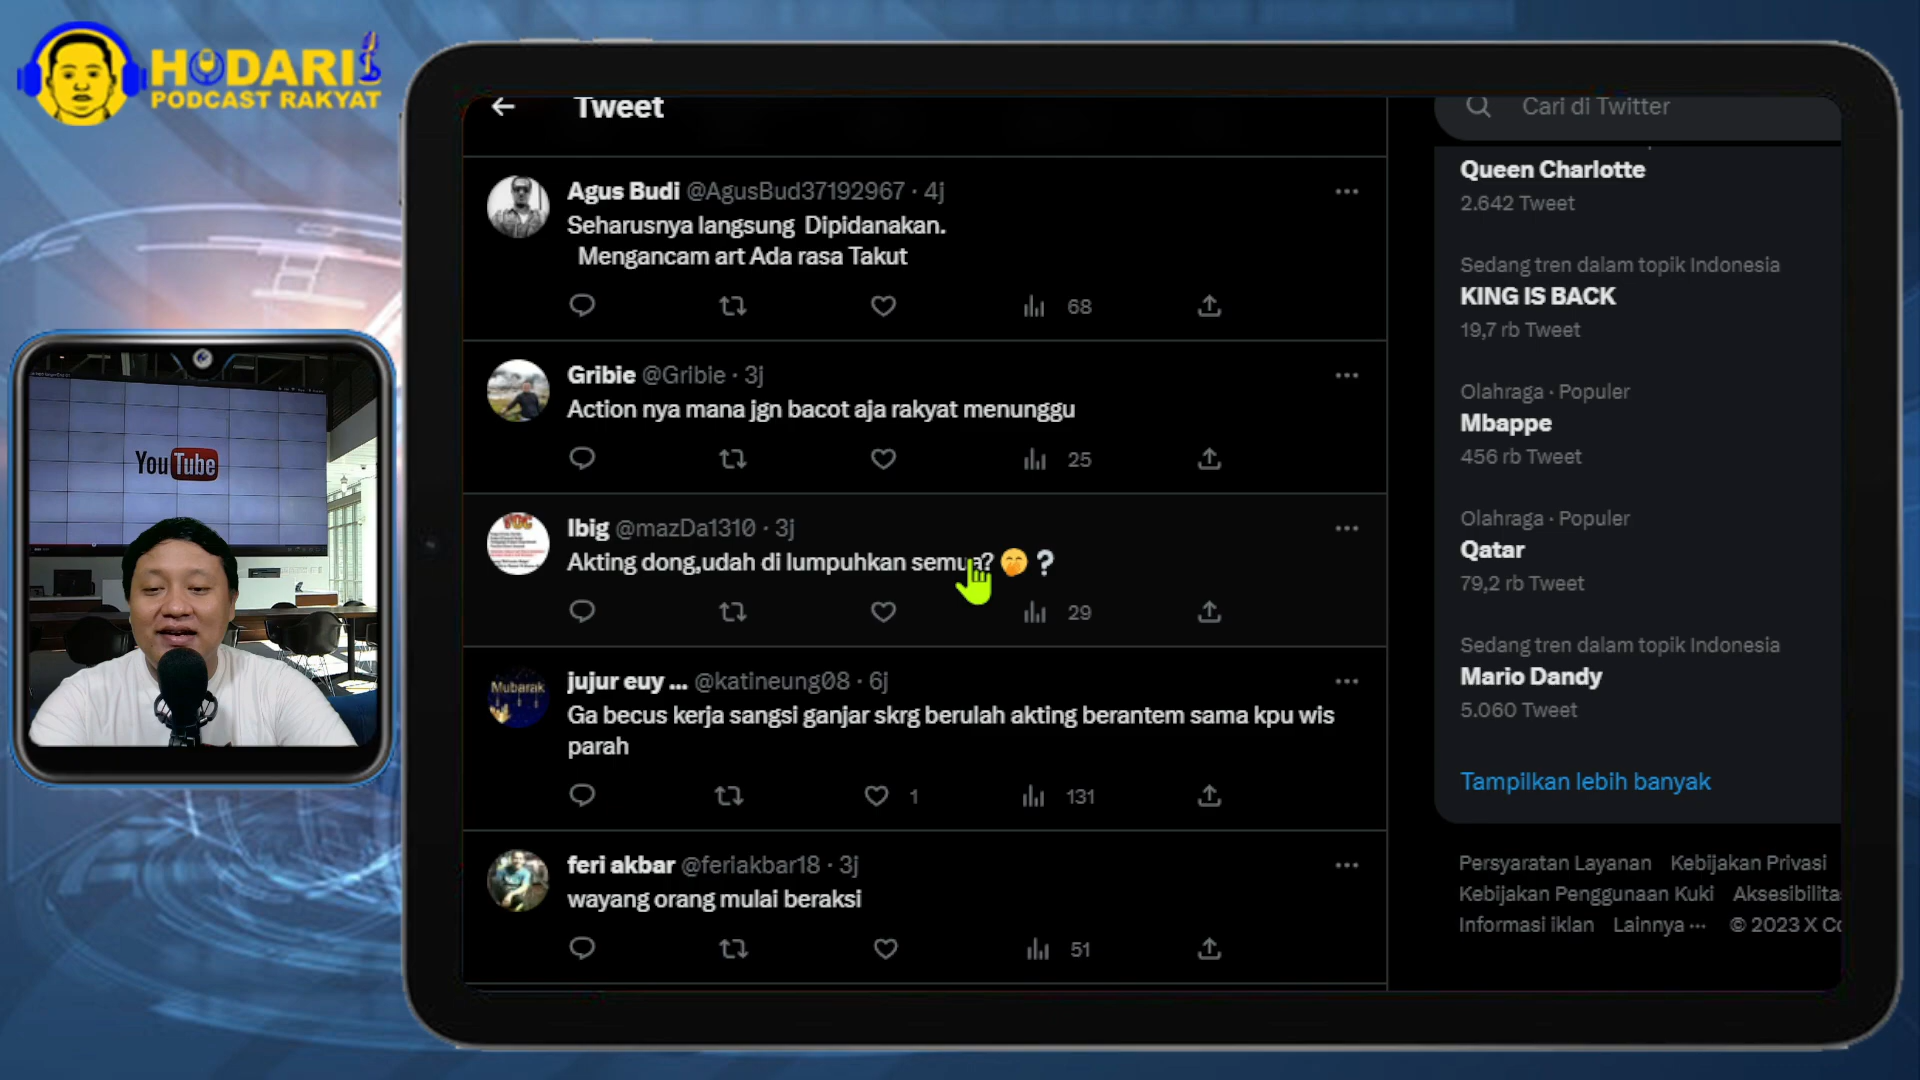 HODARI
PODCAST RAKYAT
YouTube
Tweet
Agus Budi @AgusBud37192967 · 4j
Seharusnya langsung Dipidanakan.
Mengancam art Ada rasa Takut
68
Gribie @Gribie · 3j
Action nya mana jgn bacot aja rakyat menunggu
25
VOC
Ibig @mazDa1310 · 3j
Akting dong,udah di lumpuhkan semua? 🤭 ❔
29
Mubarak
jujur euy ... @katineung08 · 6j
Ga becus kerja sangsi ganjar skrg berulah akting berantem sama kpu wis
parah
1 131
feri akbar @feriakbar18 · 3j
wayang orang mulai beraksi
51
Cari di Twitter
Queen Charlotte
2.642 Tweet
Sedang tren dalam topik Indonesia
KING IS BACK
19,7 rb Tweet
Olahraga · Populer
Mbappe
456 rb Tweet
Olahraga · Populer
Qatar
79,2 rb Tweet
Sedang tren dalam topik Indonesia
Mario Dandy
5.060 Tweet
Tampilkan lebih banyak
Persyaratan Layanan Kebijakan Privasi
Kebijakan Penggunaan Kuki Aksesibilitas
Informasi iklan Lainnya ··· © 2023 X Co